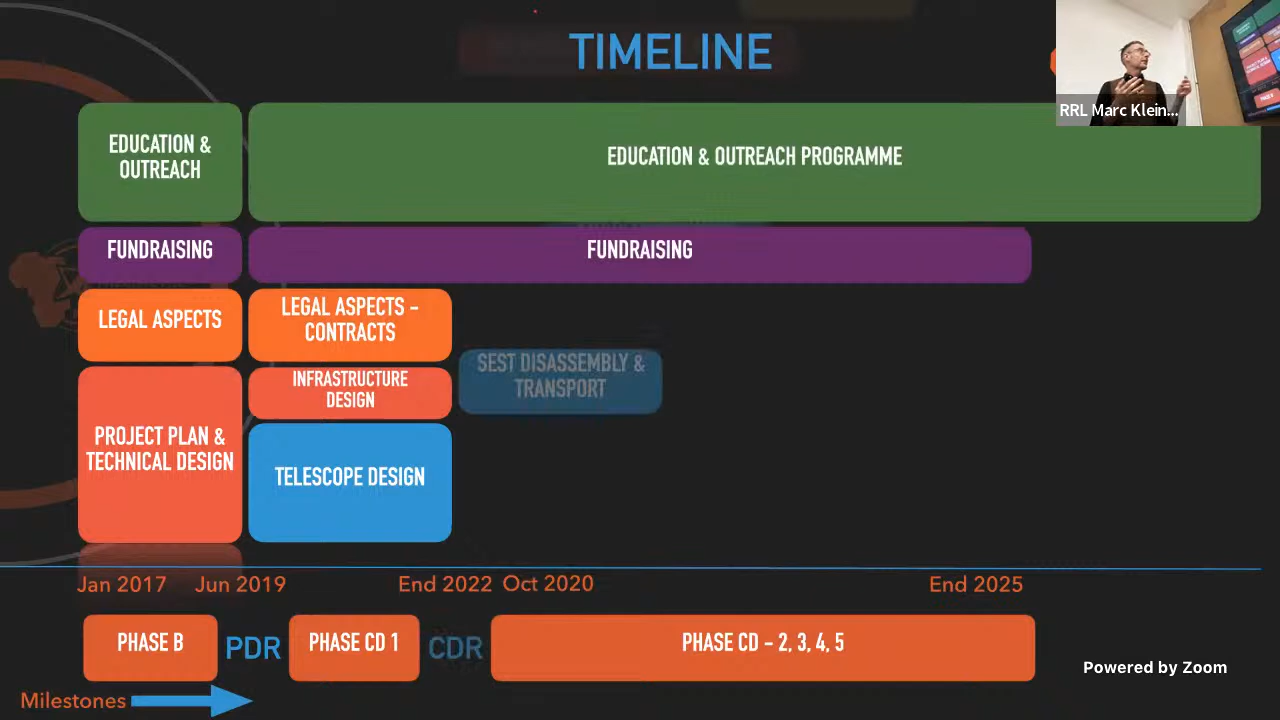 TIMELINE
RRL Marc Klein...
EDUCATION &
OUTREACH
EDUCATION & OUTREACH PROGRAMME
FUNDRAISING
FUNDRAISING
LEGAL ASPECTS
LEGAL ASPECTS -
CONTRACTS
SEST DISASSEMBLY &
TRANSPORT
INFRASTRUCTURE
DESIGN
PROJECT PLAN &
TECHNICAL DESIGN
TELESCOPE DESIGN
Jan 2017
Jun 2019
End 2022
Oct 2020
End 2025
PHASE B
PDR
PHASE CD 1
CDR
PHASE CD - 2, 3, 4, 5
Powered by Zoom
Milestones